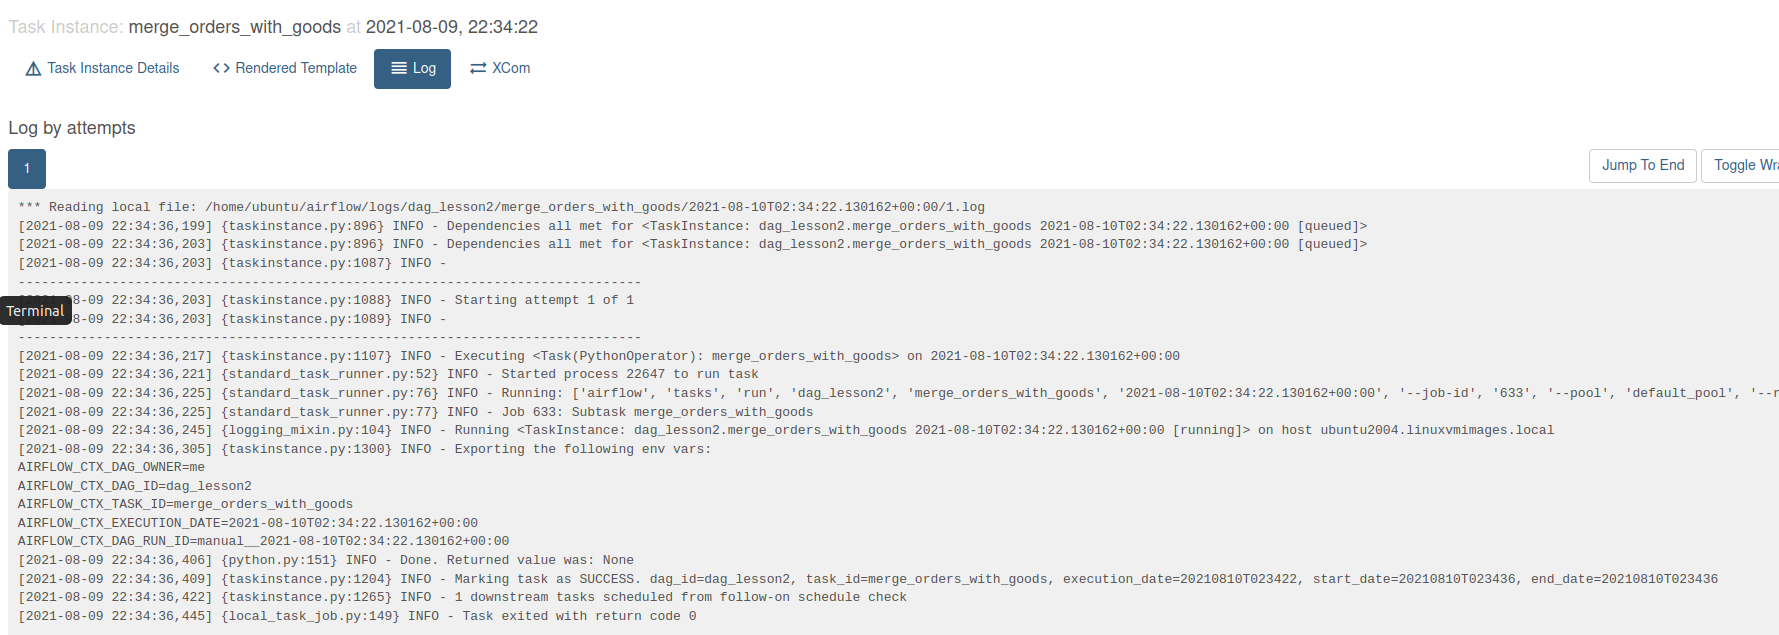 Task Instance: merge_orders_with_goods at 2021-08-09, 22:34:22
Task Instance Details Rendered Template Log XCom
Log by attempts
1
Jump To End Toggle
*** Reading local file: /home/ubuntu/airflow/logs/dag_lesson2/merge_orders_with_goods/2021-08-10T02:34:22.130162+00:00/1.log
[2021-08-09 22:34:36,199] {taskinstance.py:896} INFO - Dependencies all met for <TaskInstance: dag_lesson2.merge_orders_with_goods 2021-08-10T02:34:22.130162+00:00 [queued]>
[2021-08-09 22:34:36,203] {taskinstance.py:896} INFO - Dependencies all met for <TaskInstance: dag_lesson2.merge_orders_with_goods 2021-08-10T02:34:22.130162+00:00 [queued]>
[2021-08-09 22:34:36,203] {taskinstance.py:1087} INFO -
--------------------------------------------------------------------------------
8-09 22:34:36,203] {taskinstance.py:1088} INFO - Starting attempt 1 of 1
Terminal
8-09 22:34:36,203] {taskinstance.py:1089} INFO -
--------------------------------------------------------------------------------
[2021-08-09 22:34:36,217] {taskinstance.py:1107} INFO - Executing <Task(PythonOperator): merge_orders_with_goods> on 2021-08-10T02:34:22.130162+00:00
[2021-08-09 22:34:36,221] {standard_task_runner.py:52} INFO - Started process 22647 to run task
[2021-08-09 22:34:36,225] {standard_task_runner.py:76} INFO - Running: ['airflow', 'tasks', 'run', 'dag_lesson2', 'merge_orders_with_goods', '2021-08-10T02:34:22.130162+00:00', '--job-id', '633', '--pool', 'default_pool', '--r
[2021-08-09 22:34:36,225] {standard_task_runner.py:77} INFO - Job 633: Subtask merge_orders_with_goods
[2021-08-09 22:34:36,245] {logging_mixin.py:104} INFO - Running <TaskInstance: dag_lesson2.merge_orders_with_goods 2021-08-10T02:34:22.130162+00:00 [running]> on host ubuntu2004.linuxvmimages.local
[2021-08-09 22:34:36,305] {taskinstance.py:1300} INFO - Exporting the following env vars:
AIRFLOW_CTX_DAG_OWNER=me
AIRFLOW_CTX_DAG_ID=dag_lesson2
AIRFLOW_CTX_TASK_ID=merge_orders_with_goods
AIRFLOW_CTX_EXECUTION_DATE=2021-08-10T02:34:22.130162+00:00
AIRFLOW_CTX_DAG_RUN_ID=manual__2021-08-10T02:34:22.130162+00:00
[2021-08-09 22:34:36,406] {python.py:151} INFO - Done. Returned value was: None
[2021-08-09 22:34:36,409] {taskinstance.py:1204} INFO - Marking task as SUCCESS. dag_id=dag_lesson2, task_id=merge_orders_with_goods, execution_date=20210810T023422, start_date=20210810T023436, end_date=20210810T023436
[2021-08-09 22:34:36,422] {taskinstance.py:1265} INFO - 1 downstream tasks scheduled from follow-on schedule check
[2021-08-09 22:34:36,445] {local_task_job.py:149} INFO - Task exited with return code 0